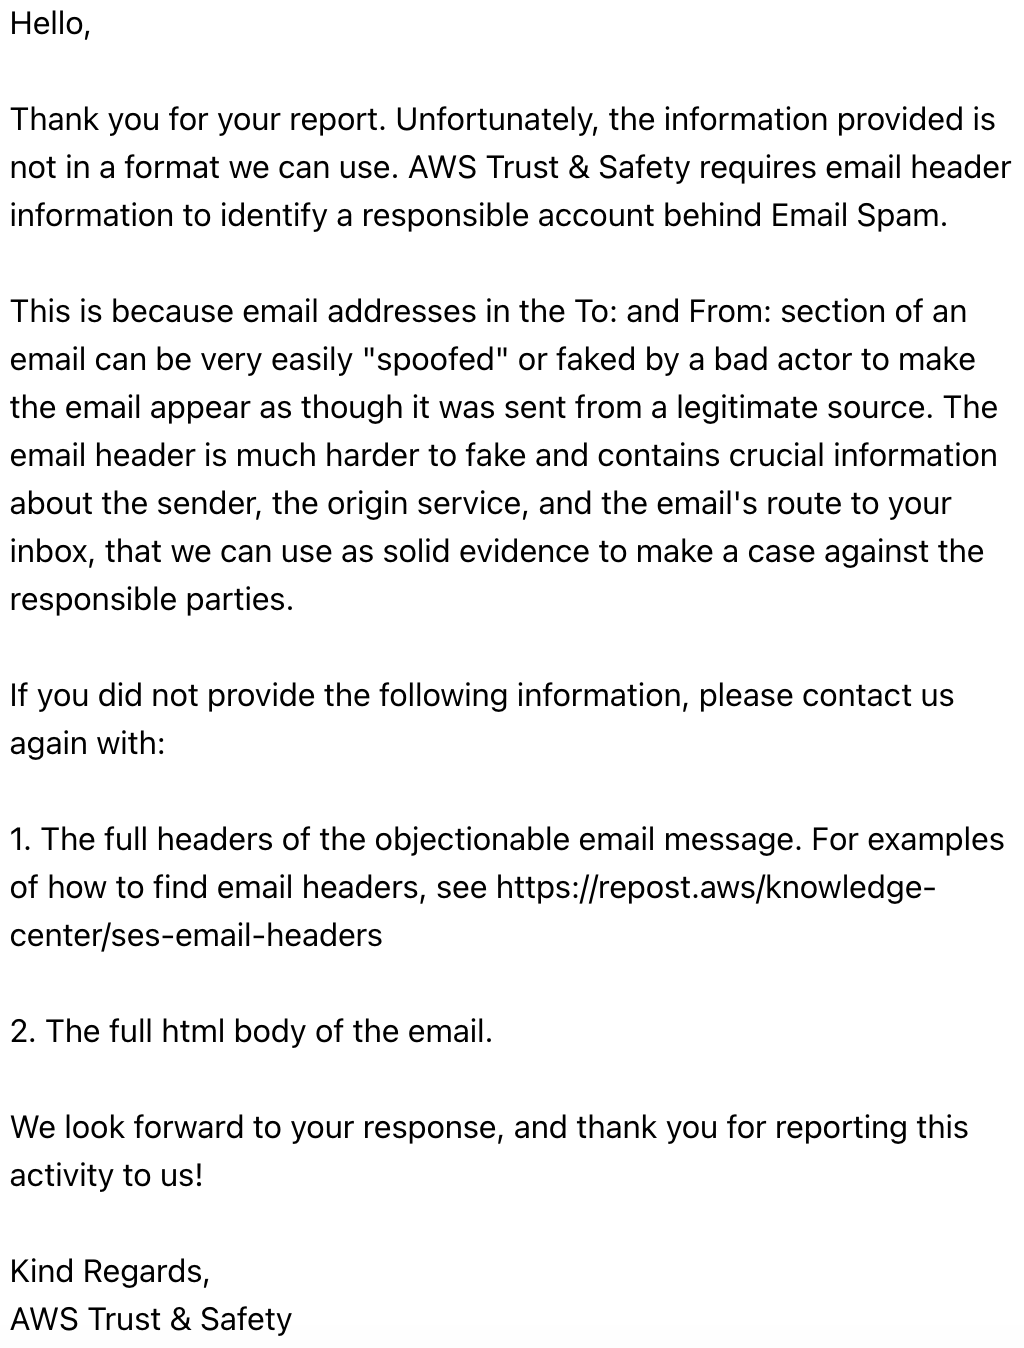 Hello,
Thank you for your report. Unfortunately, the information provided is
not in a format we can use. AWS Trust & Safety requires email header
information to identify a responsible account behind Email Spam.
This is because email addresses in the To: and From: section of an
email can be very easily "spoofed" or faked by a bad actor to make
the email appear as though it was sent from a legitimate source. The
email header is much harder to fake and contains crucial information
about the sender, the origin service, and the email's route to your
inbox, that we can use as solid evidence to make a case against the
responsible parties.
If you did not provide the following information, please contact us
again with:
1. The full headers of the objectionable email message. For examples
of how to find email headers, see https://repost.aws/knowledge-
center/ses-email-headers
2. The full html body of the email.
We look forward to your response, and thank you for reporting this
activity to us!
Kind Regards,
AWS Trust & Safety